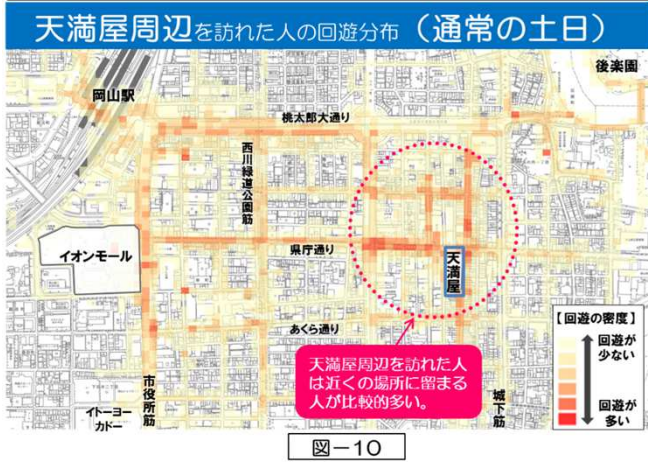 天満屋周辺を訪れた人の回遊分布（通常の土日）
岡山駅
後楽園
桃太郎大通り
西川緑道公園筋
県庁通り
イオンモール
天満屋
あくら通り
【回遊の密度】
回遊が
少ない
回遊が
多い
天満屋周辺を訪れた人
は近くの場所に留まる
人が比較的多い。
市役所筋
イトーヨー
カドー
城下筋
図－10